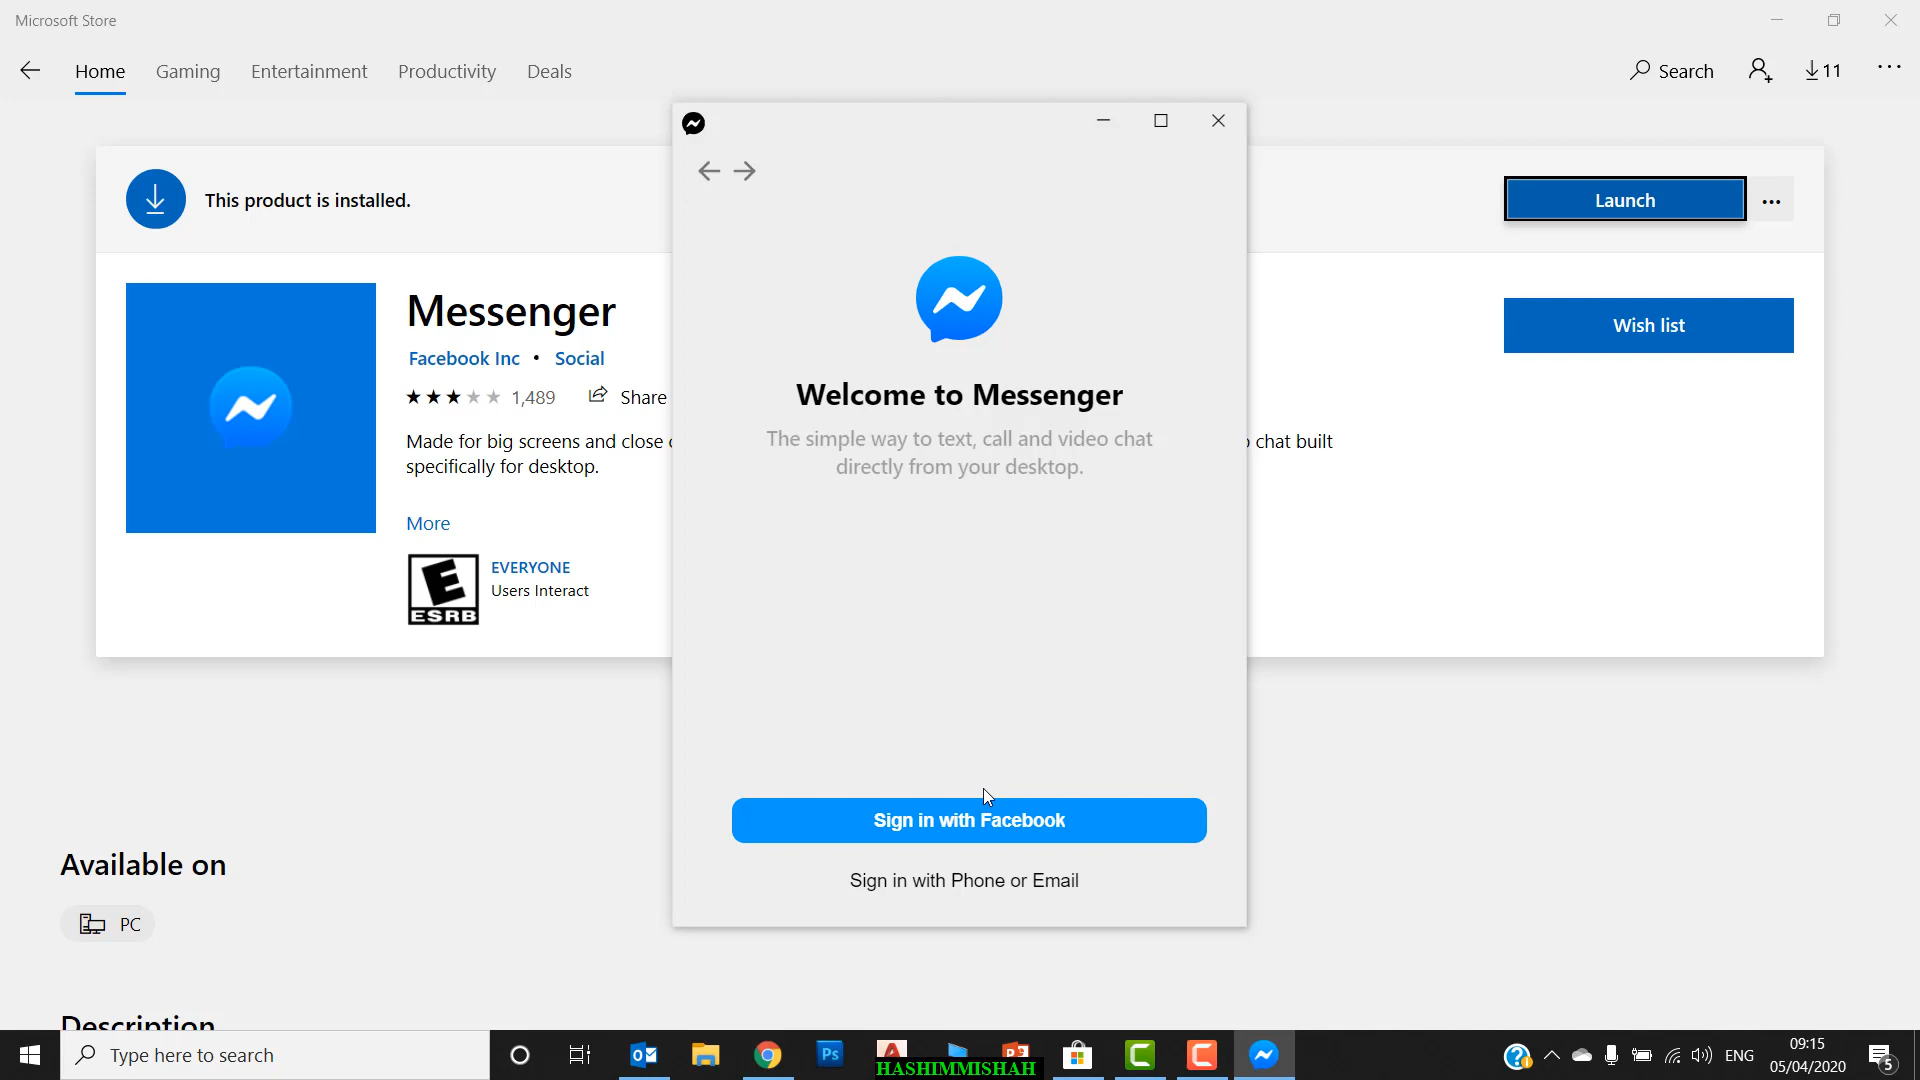 Microsoft Store
Home Gaming Entertainment Productivity Deals
Search
11
This product is installed.
Launch
Messenger
Facebook Inc • Social
1,489 Share
Made for big screens and close
chat built
specifically for desktop.
More
E
ESRB
EVERYONE
Users Interact
Wish list
Welcome to Messenger
The simple way to text, call and video chat
directly from your desktop.
Sign in with Facebook
Sign in with Phone or Email
Available on
PC
Description
Type here to search
Ps
HASHIMMISHAH
ENG
09:15
05/04/2020
5